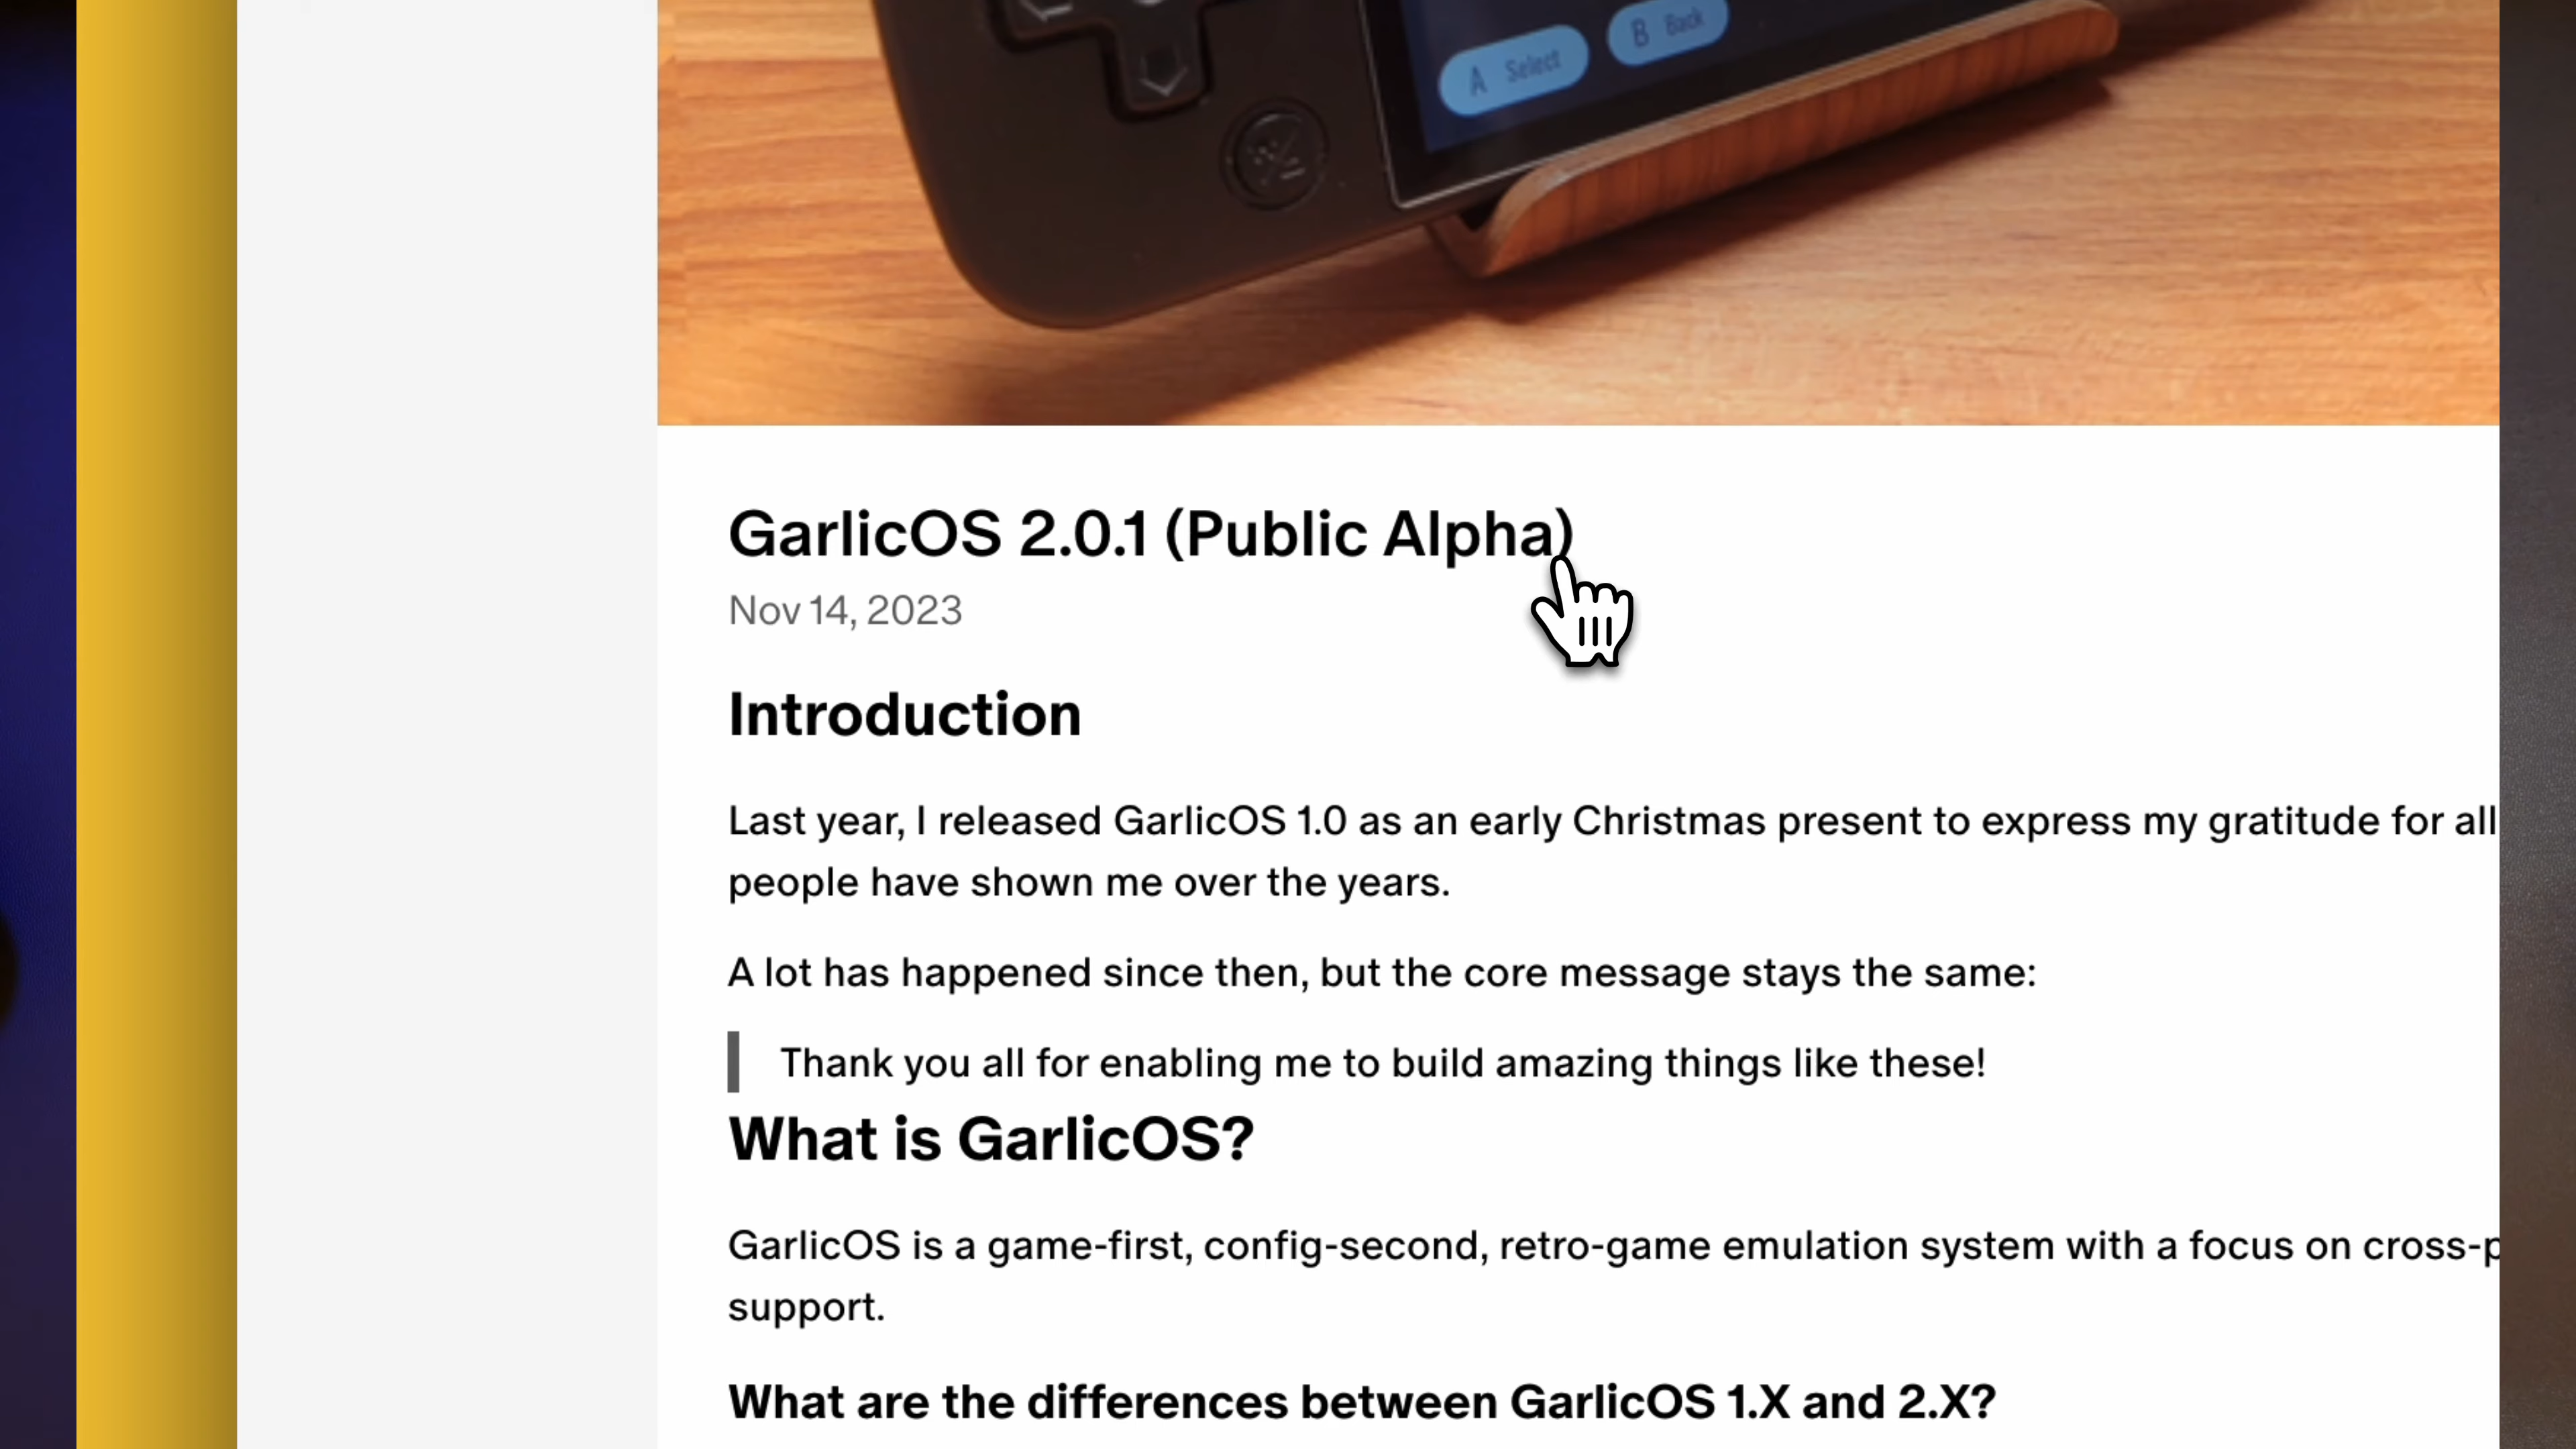 A Select
B Back
GarlicOS 2.0.1 (Public Alpha)
Nov 14, 2023
Introduction
Last year, I released GarlicOS 1.0 as an early Christmas present to express my gratitude for all
people have shown me over the years.
A lot has happened since then, but the core message stays the same:
Thank you all for enabling me to build amazing things like these!
What is GarlicOS?
GarlicOS is a game-first, config-second, retro-game emulation system with a focus on cross-p
support.
What are the differences between GarlicOS 1.X and 2.X?